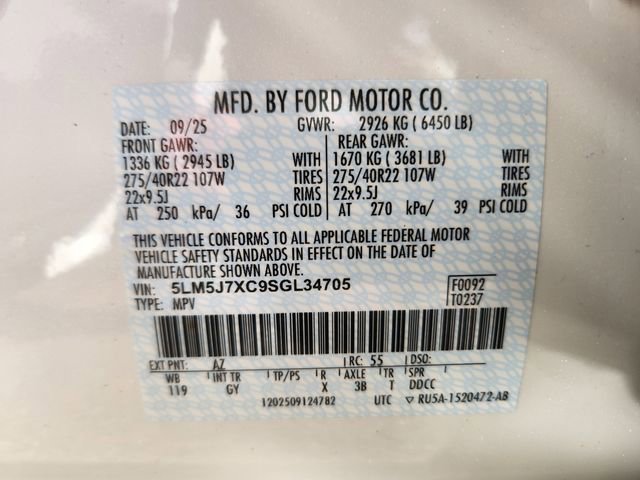 MFD. BY FORD MOTOR CO.
DATE: 09/25 GVWR: 2926 KG ( 6450 LB)
FRONT GAWR: REAR GAWR:
1336 KG ( 2945 LB) WITH 1670 KG ( 3681 LB) WITH
275/40R22 107W TIRES 275/40R22 107W TIRES
22x9.5J RIMS 22x9.5J RIMS
AT 250 kPa/ 36 PSI COLD AT 270 kPa/ 39 PSI COLD
THIS VEHICLE CONFORMS TO ALL APPLICABLE FEDERAL MOTOR
VEHICLE SAFETY STANDARDS IN EFFECT ON THE DATE OF
MANUFACTURE SHOWN ABOVE.
VIN: 5LM5J7XC9SGL34705 F0092
TYPE: MPV T0237
EXT PNT: AZ RC: 55 DSO:
WB INT TR TP/PS R AXLE TR SPR
119 GY X 3B T DDCC
1202509124782 UTC ▽ RU5A-1520472-AB